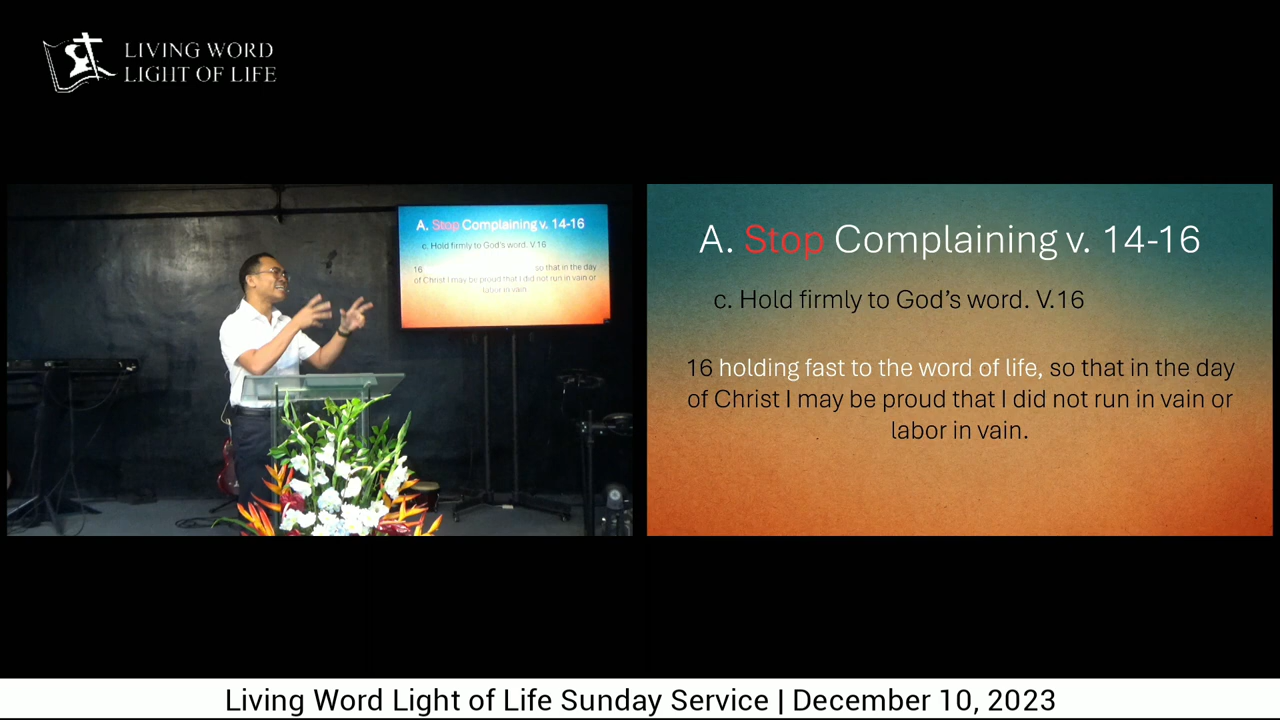 LIVING WORD
LIGHT OF LIFE
A. Stop Complaining v. 14-16
c. Hold firmly to God's word. V.16
16 so that in the day
of Christ I may be proud that I did not run in vain or
labor in vain.
A. Stop Complaining v. 14-16
c. Hold firmly to God's word. V.16
16 holding fast to the word of life, so that in the day
of Christ I may be proud that I did not run in vain or
labor in vain.
Living Word Light of Life Sunday Service | December 10, 2023